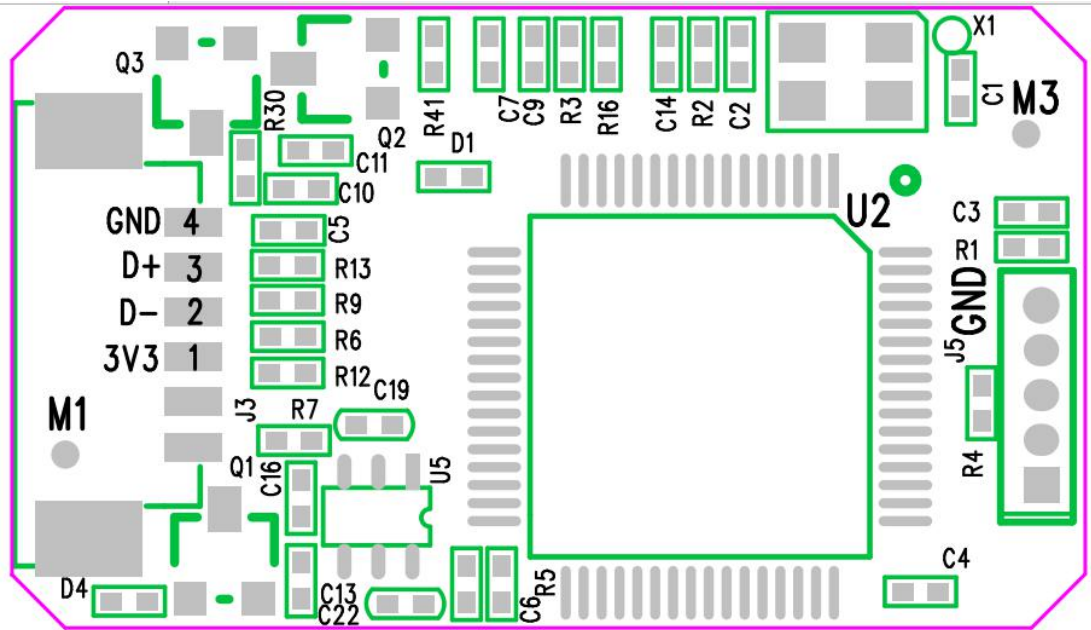 X1
Q3
R30
Q2
R41
C7
C9
R3
R16
C14
R2
C2
C1
M3
D1
C11
C10
U2
C3
GND 4
C5
R1
D+ 3
R13
D- 2
R9
GND
3V3 1
R6
J5
R12
C19
M1
J3
R7
R4
Q1
C16
U5
D4
C13
C22
C6
R5
C4